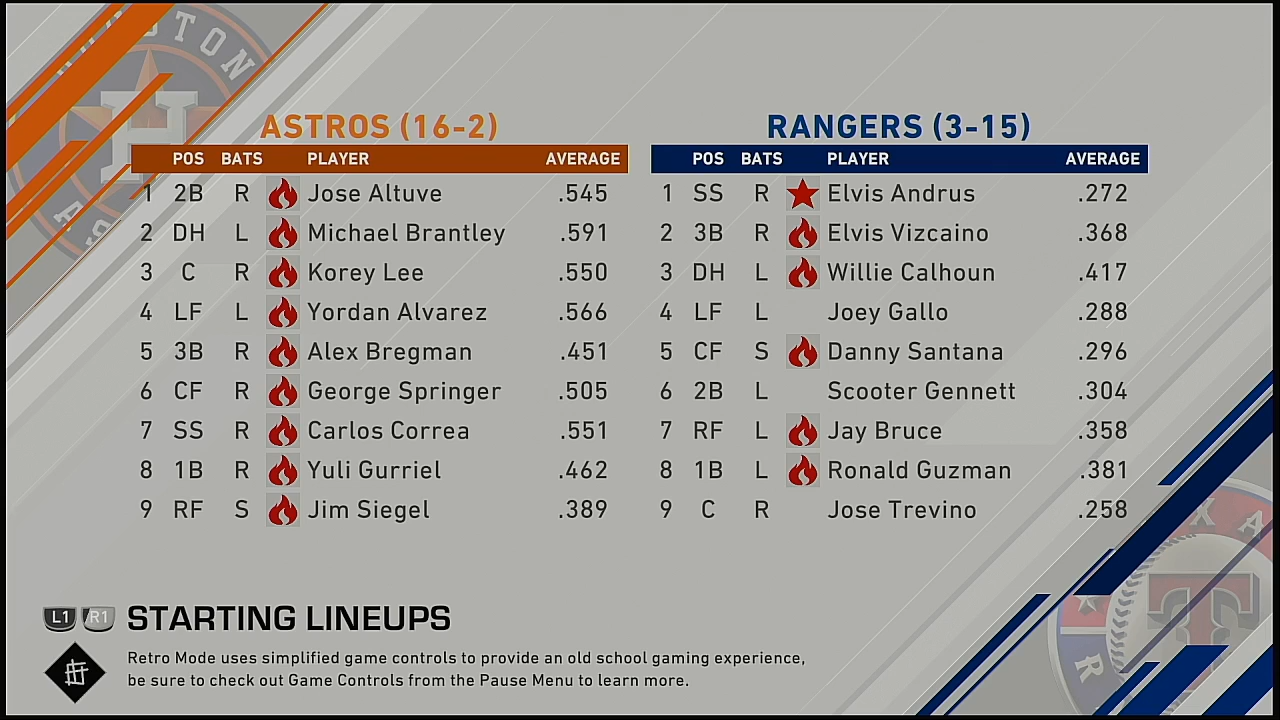 HOUSTON
H
AS
ASTROS (16-2)
POS BATS PLAYER AVERAGE
1 2B R Jose Altuve .545
2 DH L Michael Brantley .591
3 C R Korey Lee .550
4 LF L Yordan Alvarez .566
5 3B R Alex Bregman .451
6 CF R George Springer .505
7 SS R Carlos Correa .551
8 1B R Yuli Gurriel .462
9 RF S Jim Siegel .389
RANGERS (3-15)
POS BATS PLAYER AVERAGE
1 SS R Elvis Andrus .272
2 3B R Elvis Vizcaino .368
3 DH L Willie Calhoun .417
4 LF L Joey Gallo .288
5 CF S Danny Santana .296
6 2B L Scooter Gennett .304
7 RF L Jay Bruce .358
8 1B L Ronald Guzman .381
9 C R Jose Trevino .258
XA
T
R
L1 R1 STARTING LINEUPS
Retro Mode uses simplified game controls to provide an old school gaming experience,
be sure to check out Game Controls from the Pause Menu to learn more.